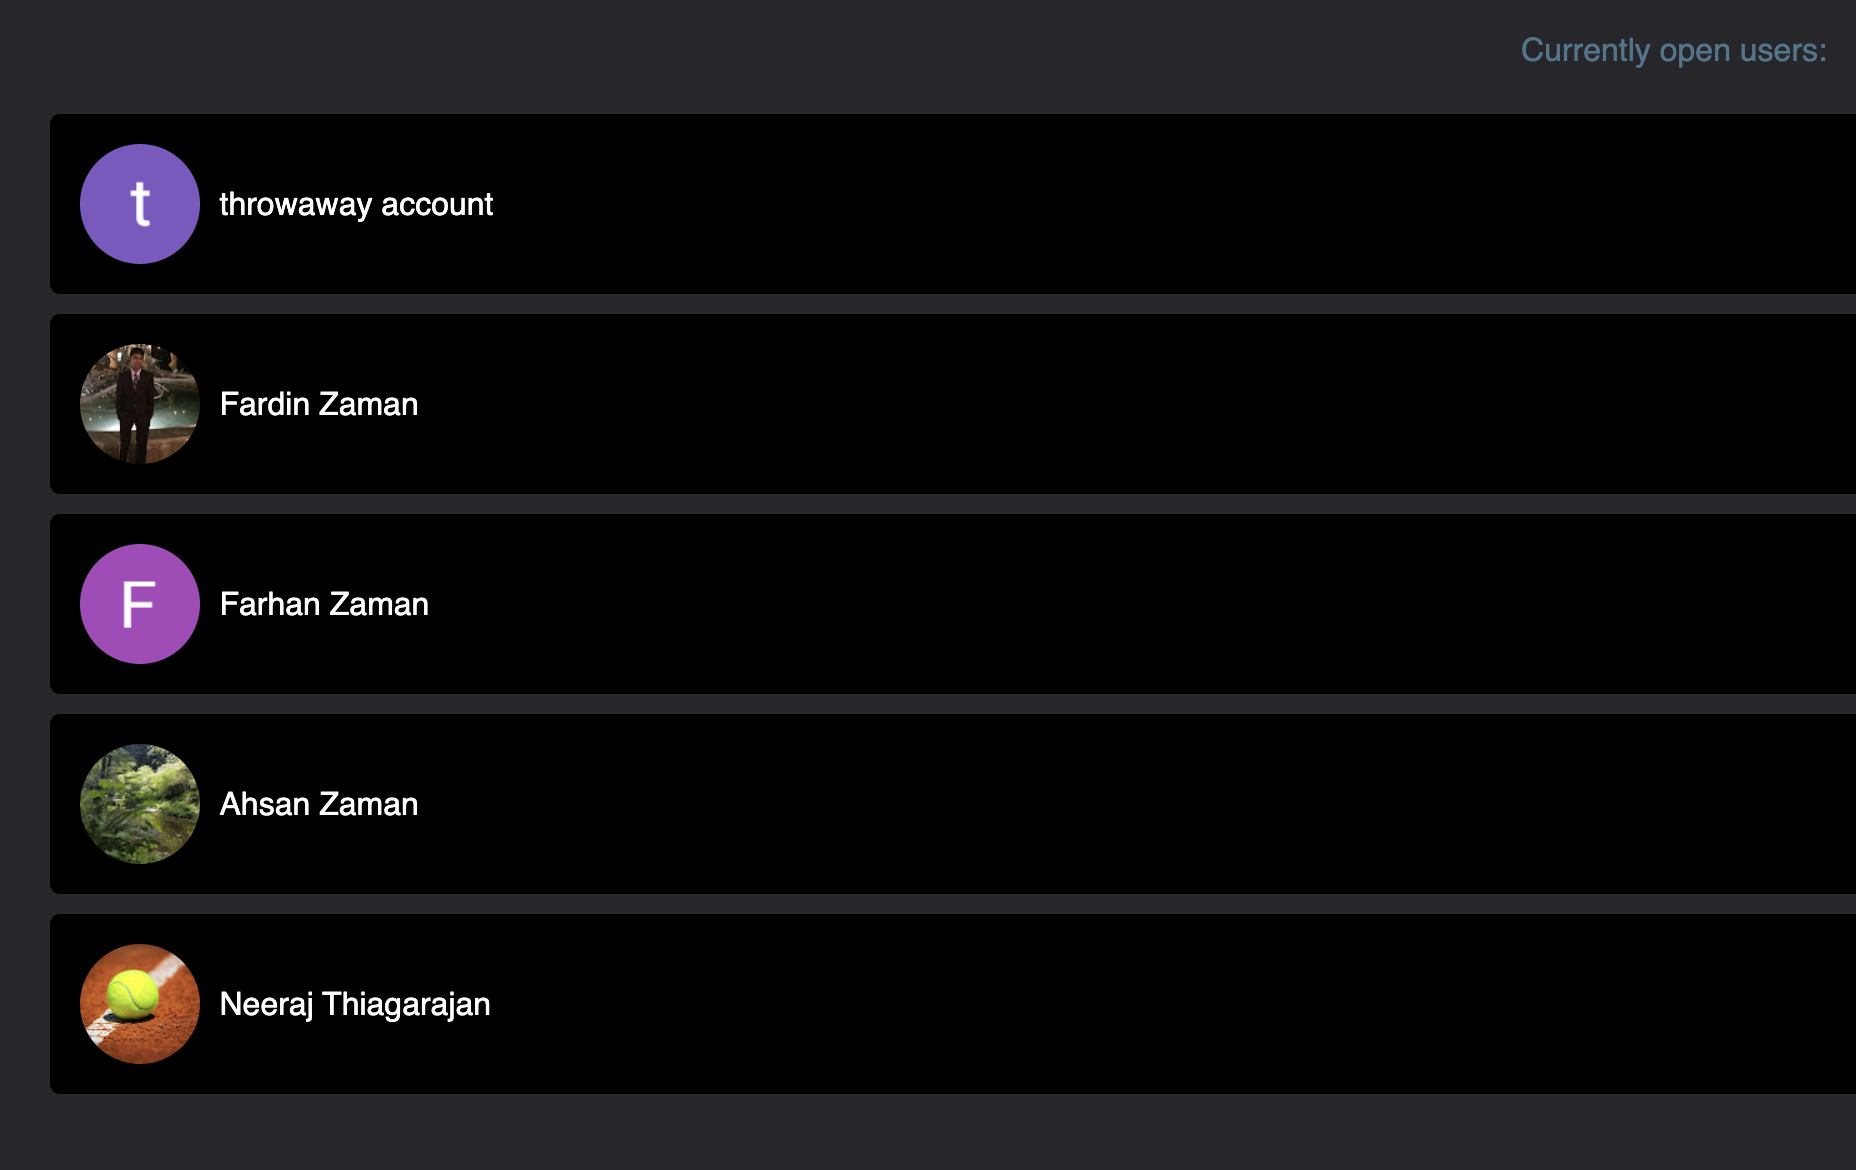 Currently open users:
t
throwaway account
Fardin Zaman
F
Farhan Zaman
Ahsan Zaman
Neeraj Thiagarajan